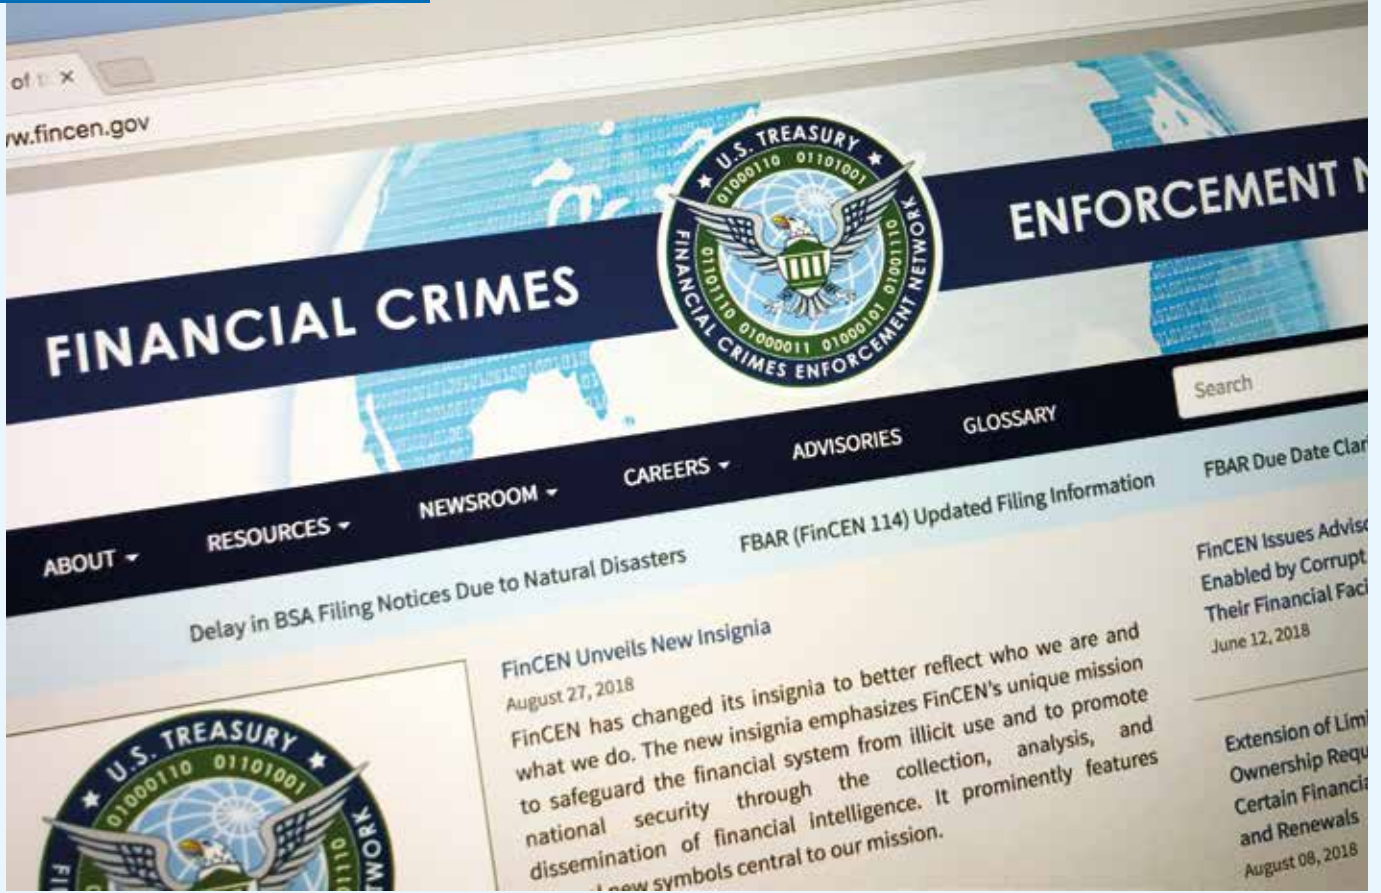 of
w.fincen.gov
FINANCIAL CRIMES
ENFORCEMENT
U.S. TREASURY
FINANCIAL CRIMES ENFORCEMENT NETWORK
01000110 01101001
01101110 01000011 01000101 01001110
Search
ABOUT
RESOURCES
NEWSROOM
CAREERS
ADVISORIES
GLOSSARY
Delay in BSA Filing Notices Due to Natural Disasters
FBAR (FinCEN 114) Updated Filing Information
FBAR Due Date
FinCEN Unveils New Insignia
August 27, 2018
FinCEN has changed its insignia to better reflect who we are and
what we do. The new insignia emphasizes FinCEN's unique mission
to safeguard the financial system from illicit use and to promote
national security through the collection, analysis, and
dissemination of financial intelligence. It prominently features
new symbols central to our mission.
FinCEN Issues
Enabled by Corrupt
Their Financial
June 12, 2018
Extension of
Ownership
Certain
and Renewals
August 08, 2018
U.S. TREASURY
01000110 01101001